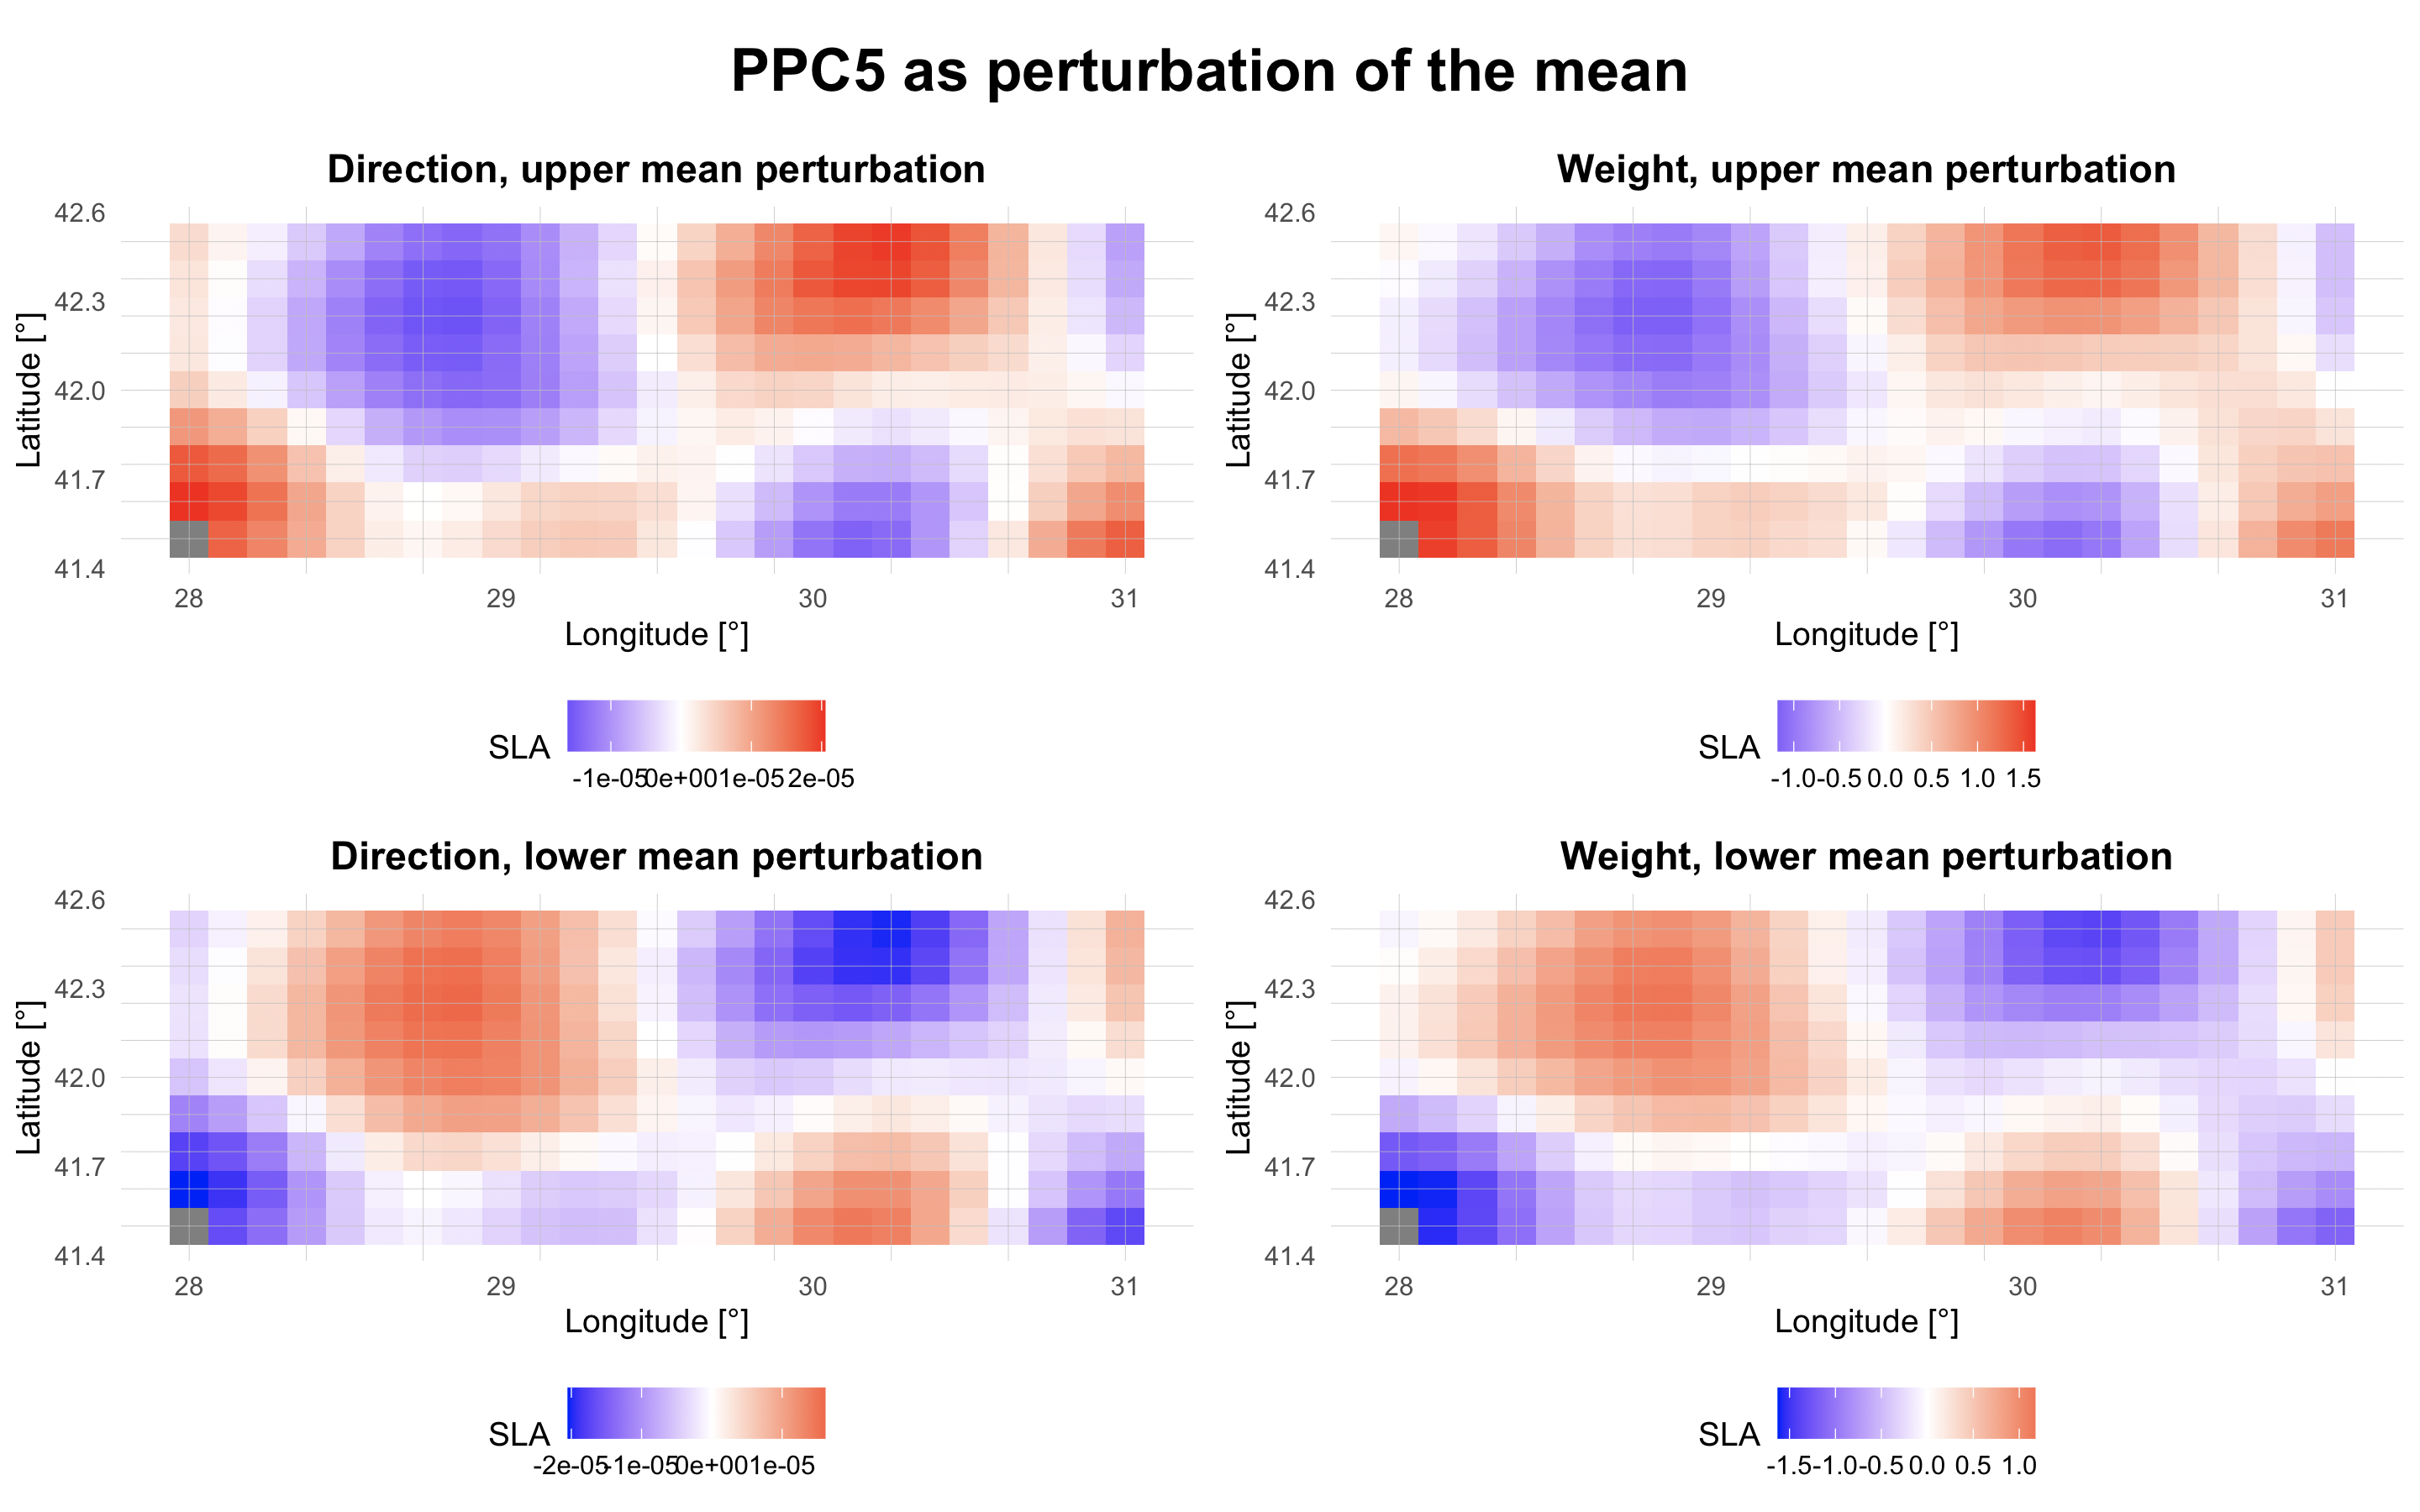 PPC5 as perturbation of the mean
Direction, upper mean perturbation
42.6
42.3
42.0
41.7
41.4
Latitude [°]
28 29 30 31
Longitude [°]
SLA
-1e-05 0e+00 1e-05 2e-05
Weight, upper mean perturbation
42.6
42.3
42.0
41.7
41.4
Latitude [°]
28 29 30 31
Longitude [°]
SLA
-1.0 -0.5 0.0 0.5 1.0 1.5
Direction, lower mean perturbation
42.6
42.3
42.0
41.7
41.4
Latitude [°]
28 29 30 31
Longitude [°]
SLA
-2e-05 -1e-05 0e+00 1e-05
Weight, lower mean perturbation
42.6
42.3
42.0
41.7
41.4
Latitude [°]
28 29 30 31
Longitude [°]
SLA
-1.5 -1.0 -0.5 0.0 0.5 1.0